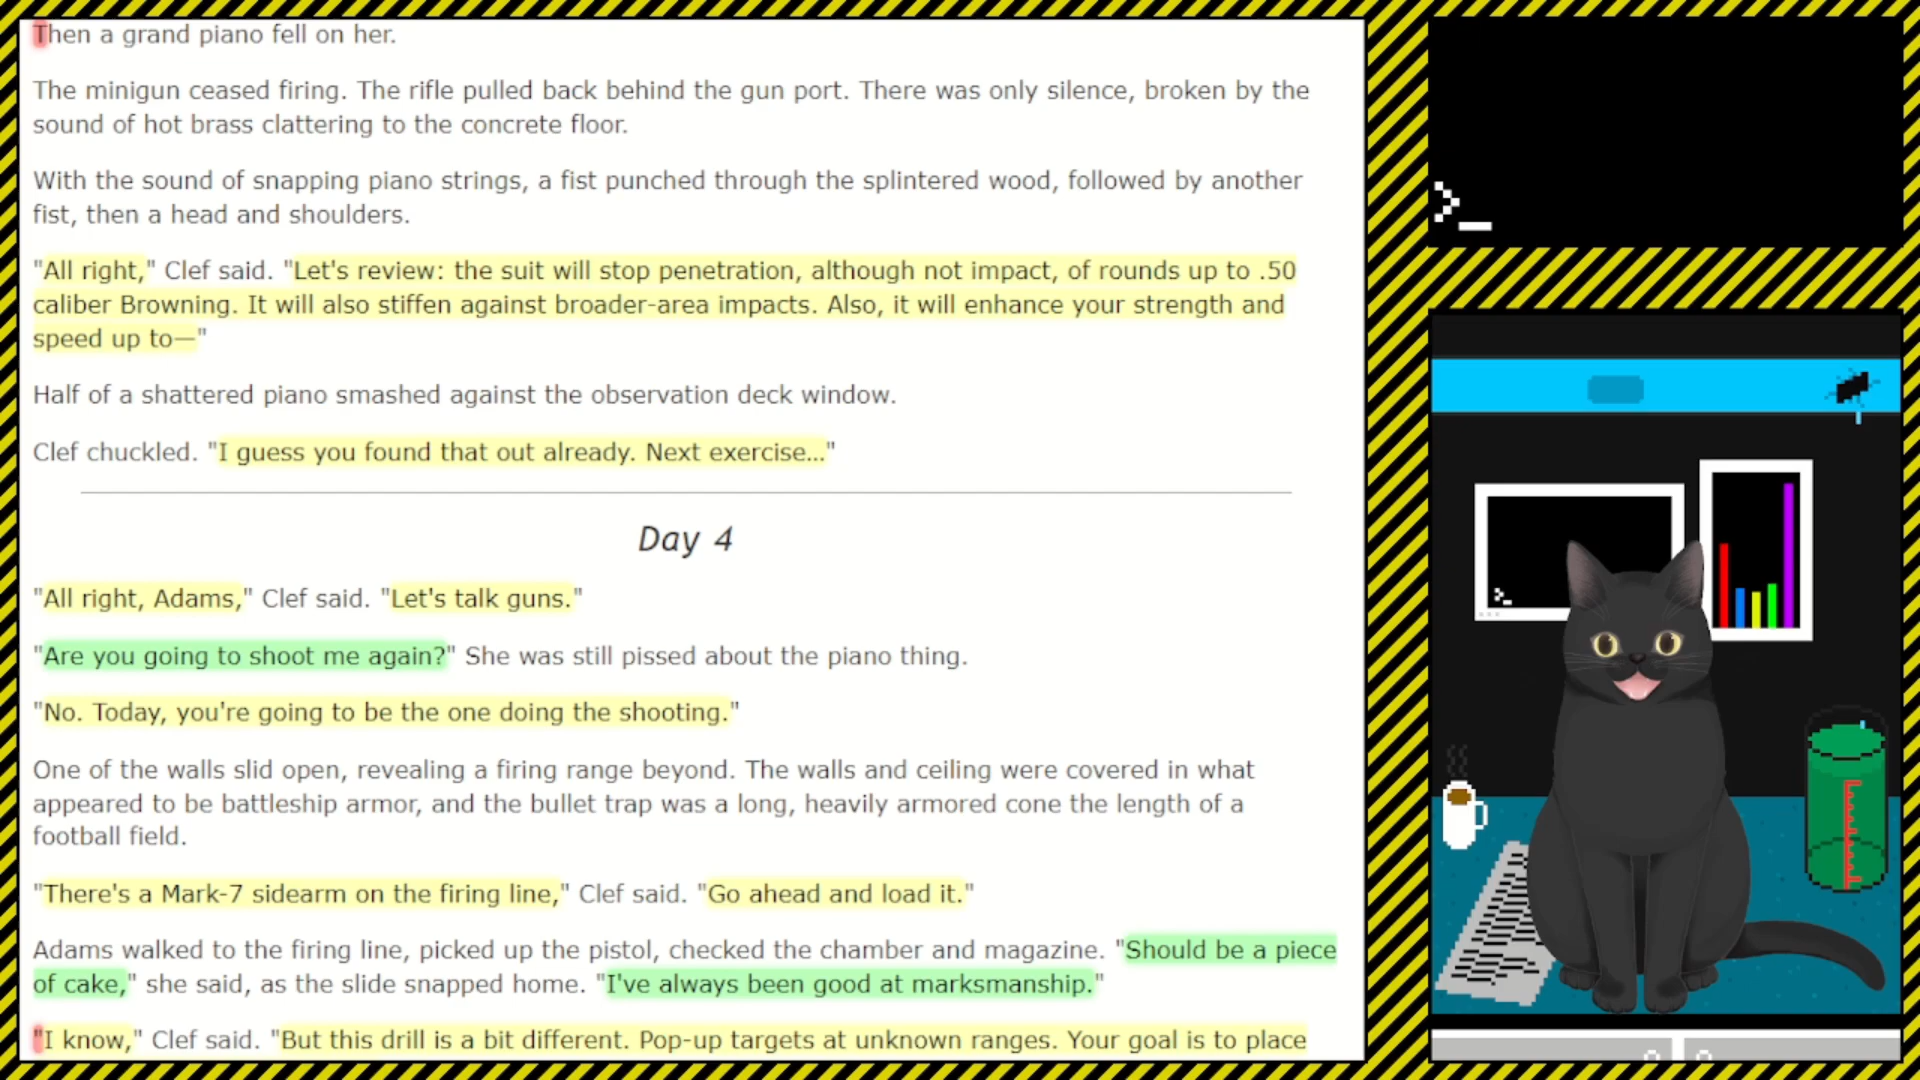 Then a grand piano fell on her.
The minigun ceased firing. The rifle pulled back behind the gun port. There was only silence, broken by the
sound of hot brass clattering to the concrete floor.
With the sound of snapping piano strings, a fist punched through the splintered wood, followed by another
fist, then a head and shoulders.
"All right," Clef said. "Let's review: the suit will stop penetration, although not impact, of rounds up to .50
caliber Browning. It will also stiffen against broader-area impacts. Also, it will enhance your strength and
speed up to—"
Half of a shattered piano smashed against the observation deck window.
Clef chuckled. "I guess you found that out already. Next exercise..."
Day 4
"All right, Adams," Clef said. "Let's talk guns."
"Are you going to shoot me again?" She was still pissed about the piano thing.
"No. Today, you're going to be the one doing the shooting."
One of the walls slid open, revealing a firing range beyond. The walls and ceiling were covered in what
appeared to be battleship armor, and the bullet trap was a long, heavily armored cone the length of a
football field.
"There's a Mark-7 sidearm on the firing line," Clef said. "Go ahead and load it."
Adams walked to the firing line, picked up the pistol, checked the chamber and magazine. "Should be a piece
of cake," she said, as the slide snapped home. "I've always been good at marksmanship."
"I know," Clef said. "But this drill is a bit different. Pop-up targets at unknown ranges. Your goal is to place
>_
>_